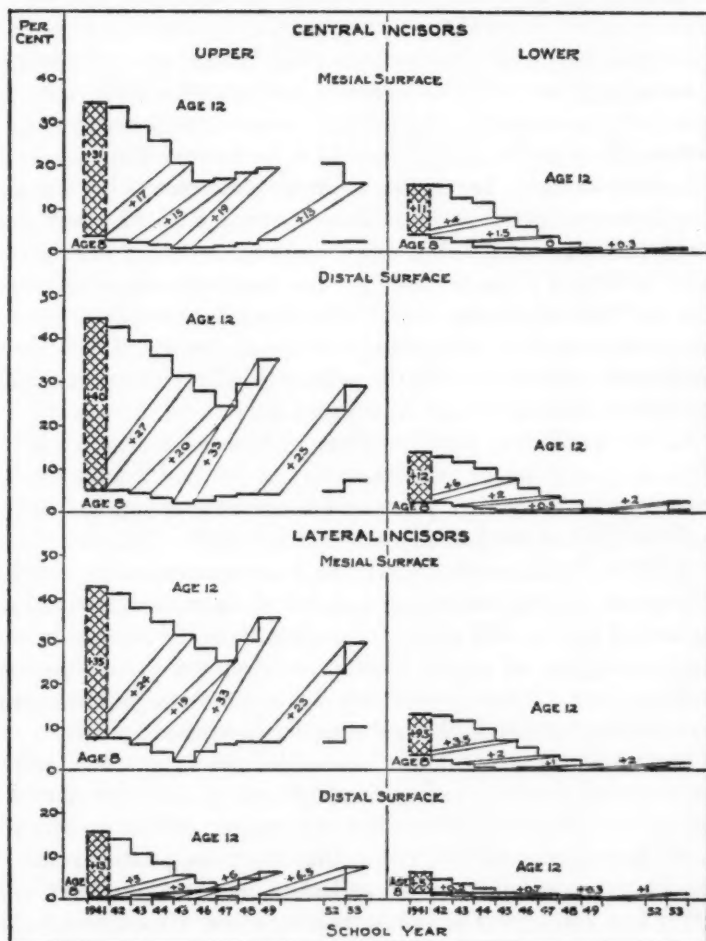 PER CENT
CENTRAL INCISORS
UPPER
LOWER
MESIAL SURFACE
40
30
20
10
0
AGE 12
+31
+17
+15
+19
+13
AGE 8
AGE 12
+11
+4
+1.5
0
+0.3
AGE 8
DISTAL SURFACE
50
40
30
20
10
0
AGE 12
+40
+27
+20
+33
+25
AGE 8
AGE 12
+12
+6
+2
+0.5
+2
AGE 8
LATERAL INCISORS
MESIAL SURFACE
50
40
30
20
10
0
AGE 12
+35
+24
+19
+33
+23
AGE 8
AGE 12
+9.5
+3.5
+2
+1
+2
AGE 8
DISTAL SURFACE
20
10
0
AGE 12
+5
+3
+6
+6.5
AGE 8
AGE 12
+0.7
+0.3
+1
AGE 8
1941 42 43 44 45 46 47 48 49 52 53
1941 42 43 44 45 46 47 48 49 52 53
SCHOOL YEAR